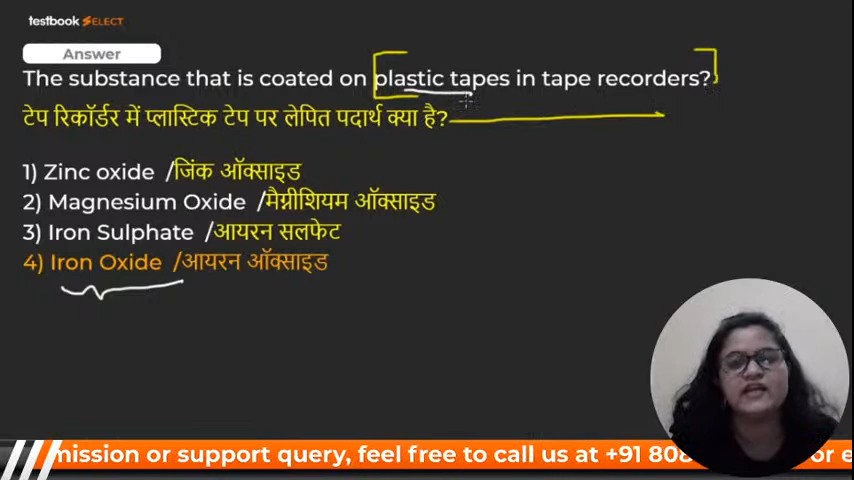 testbook SELECT
Answer
The substance that is coated on plastic tapes in tape recorders?
टेप रिकॉर्डर में प्लास्टिक टेप पर लेपित पदार्थ क्या है?
1) Zinc oxide /जिंक ऑक्साइड
2) Magnesium Oxide /मैग्नीशियम ऑक्साइड
3) Iron Sulphate /आयरन सलफेट
4) Iron Oxide /आयरन ऑक्साइड
mission or support query, feel free to call us at +91 808